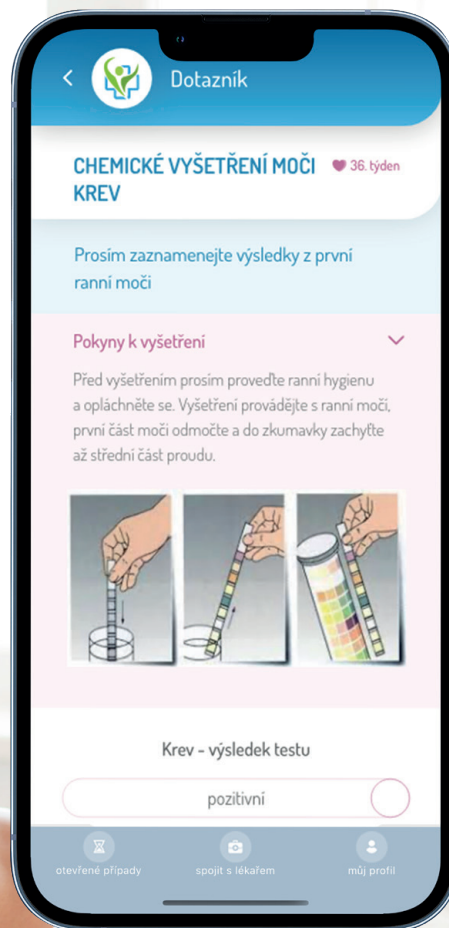 Dotazník
CHEMICKÉ VYŠETŘENÍ MOČI
36. týden
KREV
Prosím zaznamenejte výsledky z první
ranní moči
Pokyny k vyšetření
Před vyšetřením prosím proveďte ranní hygienu
a opláchněte se. Vyšetření provádějte s ranní močí,
první část moči odmočte a do zkumavky zachyťte
až střední část proudu.
Krev - výsledek testu
pozitivní
otevřené případy
spojit s lékařem
můj profil